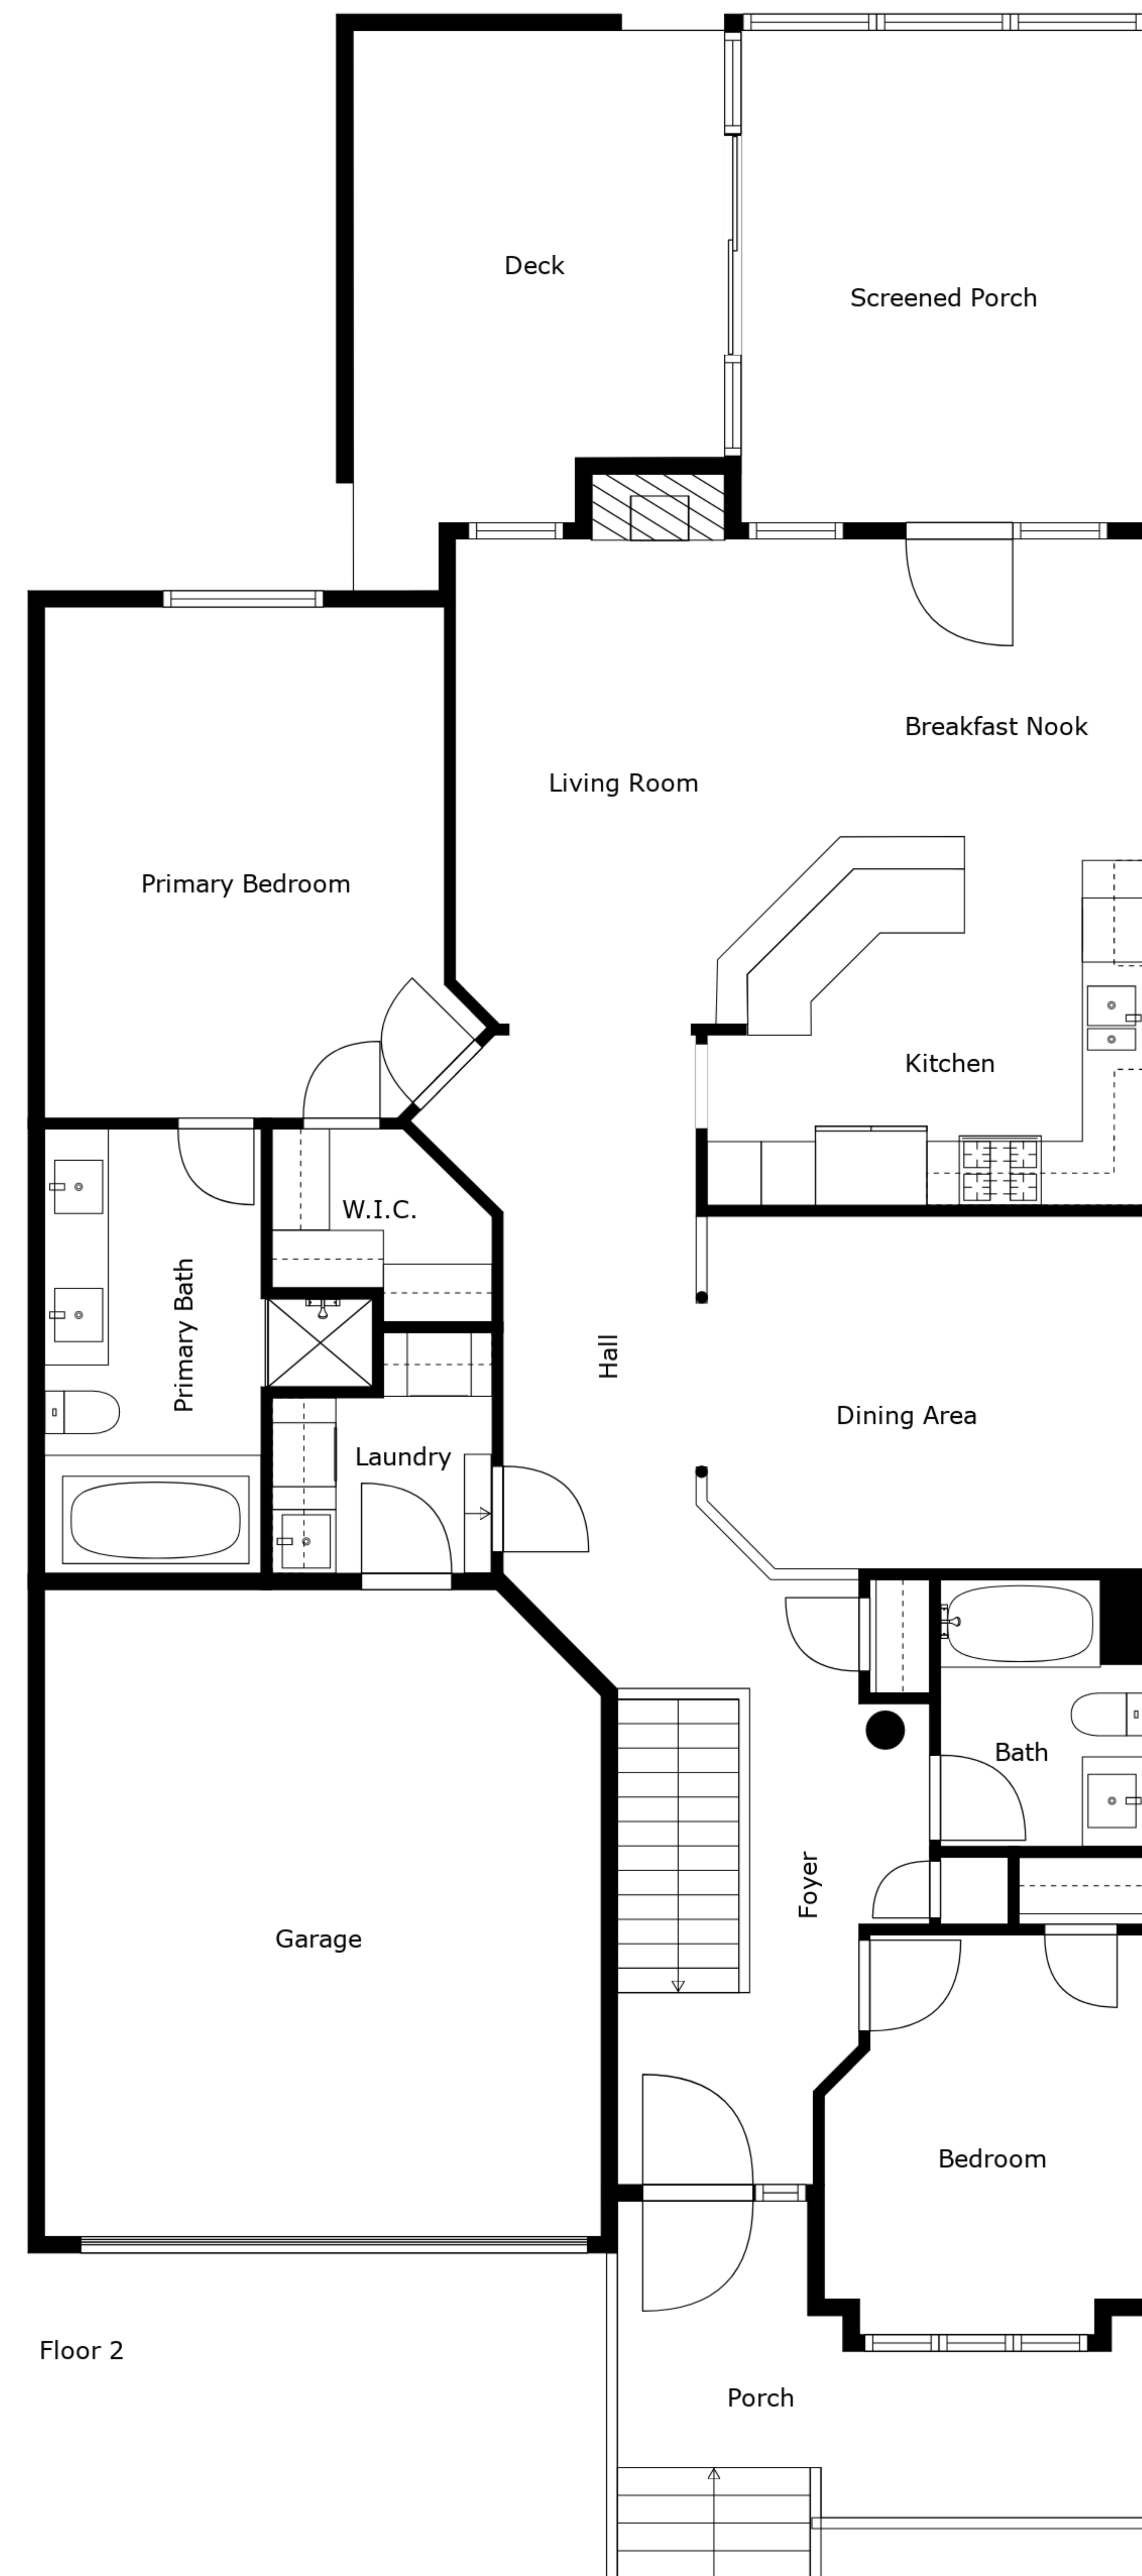 Deck
Screened Porch
Breakfast Nook
Living Room
Primary Bedroom
Kitchen
W.I.C.
Primary Bath
Hall
Dining Area
Laundry
Bath
Foyer
Garage
Bedroom
Floor 2
Porch